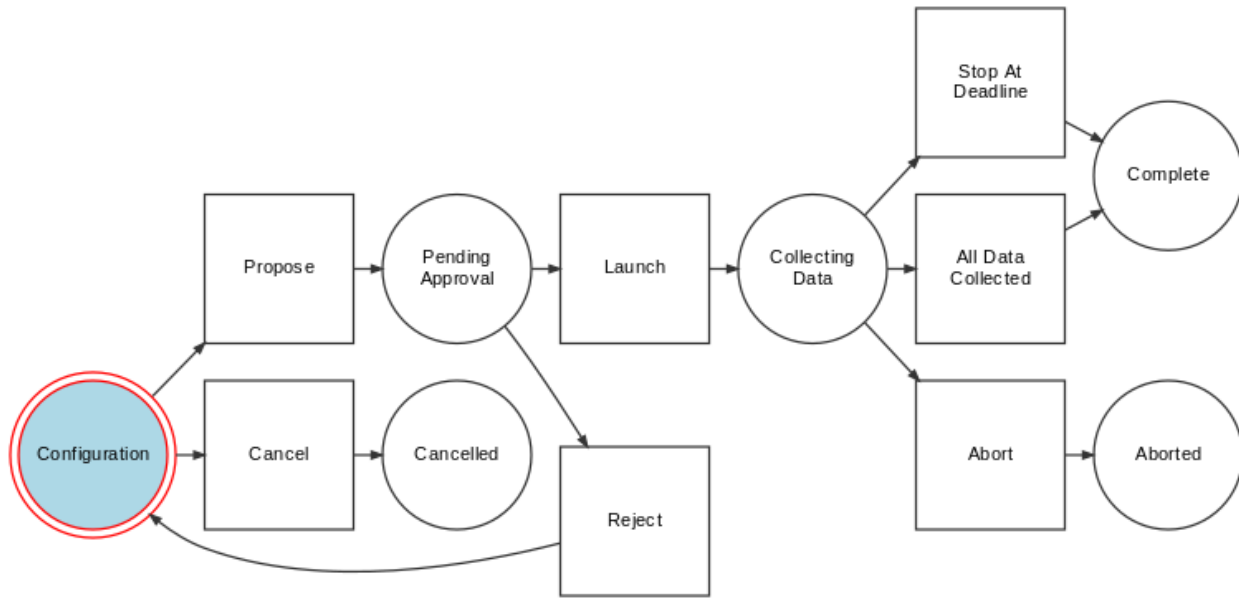 Stop At
Deadline
Complete
Propose
Pending
Approval
Launch
Collecting
Data
All Data
Collected
Configuration
Cancel
Cancelled
Reject
Abort
Aborted